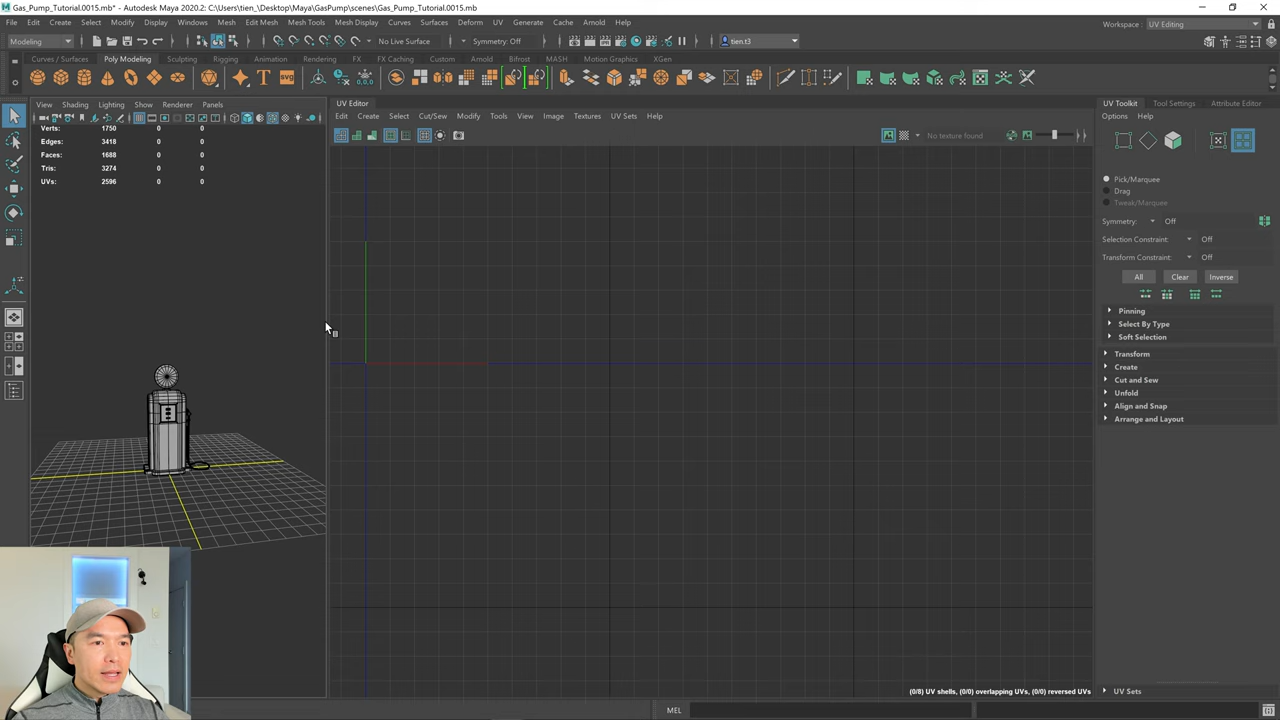 Gas_Pump_Tutorial.0015.mb* - Autodesk Maya 2020.2: C:\Users\tien_\Desktop\Maya\GasPump\scenes\Gas_Pump_Tutorial.0015.mb
File Edit Create Select Modify Display Windows Mesh Edit Mesh Mesh Tools Mesh Display Curves Surfaces Deform UV Generate Cache Arnold Help Workspace : UV Editing
Modeling No Live Surface Symmetry: Off tien.t3
Curves / Surfaces Poly Modeling Sculpting Rigging Animation Rendering FX FX Caching Custom Arnold Bifrost MASH Motion Graphics XGen
SVG
View Shading Lighting Show Renderer Panels
Verts: 1750 0 0
Edges: 3418 0 0
Faces: 1688 0 0
Tris: 3274 0 0
UVs: 2596 0 0
UV Editor
Edit Create Select Cut/Sew Modify Tools View Image Textures UV Sets Help
No texture found
(0/8) UV shells, (0/0) overlapping UVs, (0/0) reversed UVs
UV Toolkit Tool Settings Attribute Editor
Options Help
Pick/Marquee
Drag
Tweak/Marquee
Symmetry: Off
Selection Constraint: Off
Transform Constraint: Off
All Clear Inverse
Pinning
Select By Type
Soft Selection
Transform
Create
Cut and Sew
Unfold
Align and Snap
Arrange and Layout
UV Sets
MEL